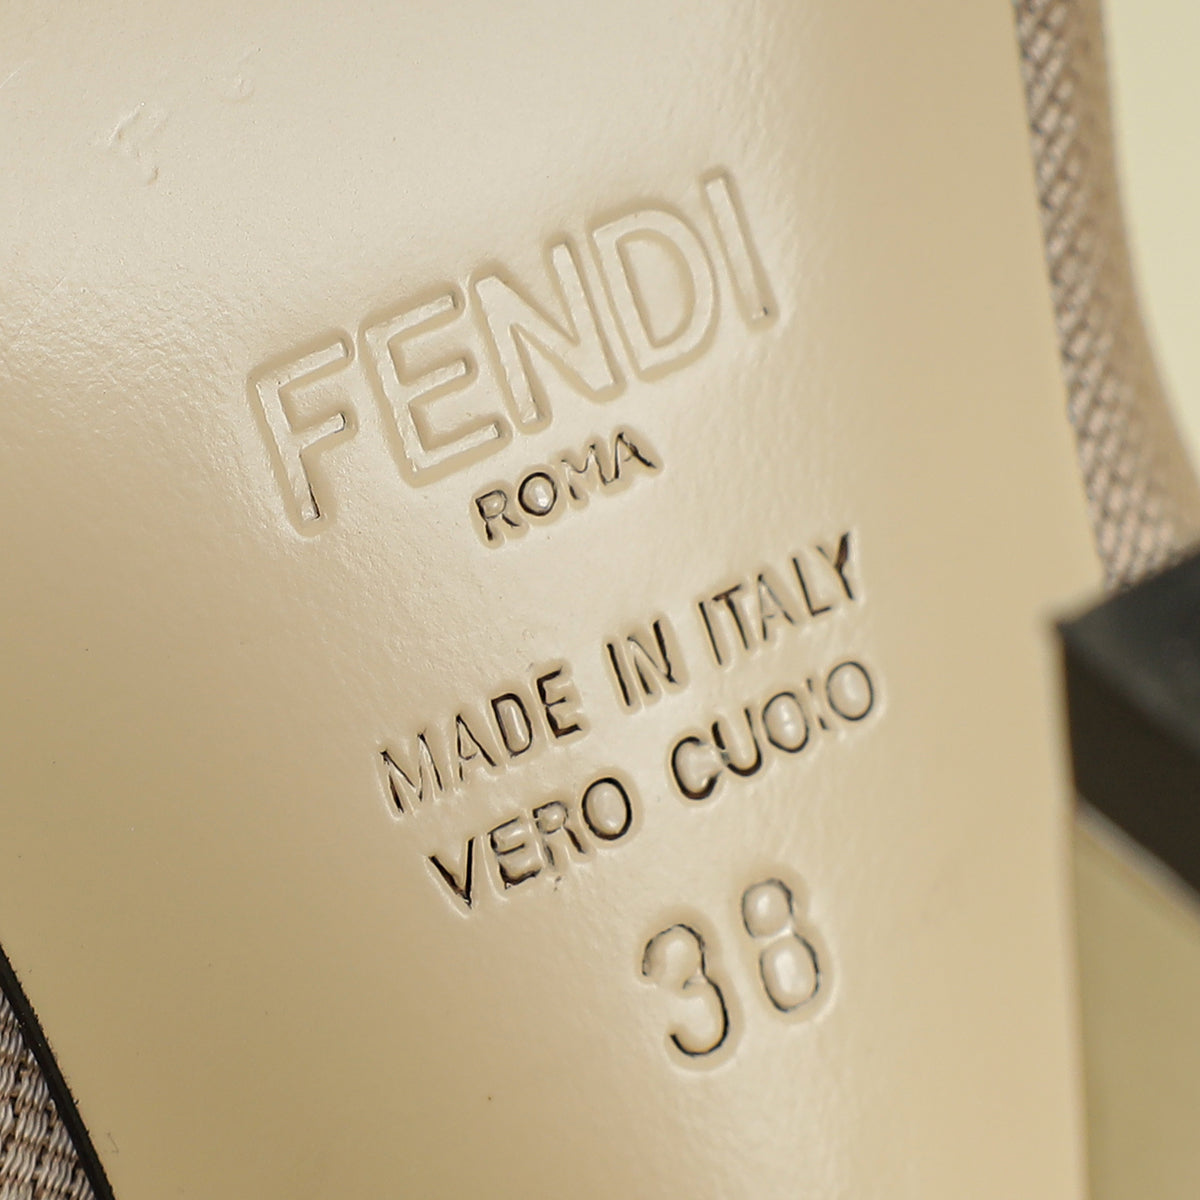 FENDI
ROMA
MADE IN ITALY
VERO CUOIO
38